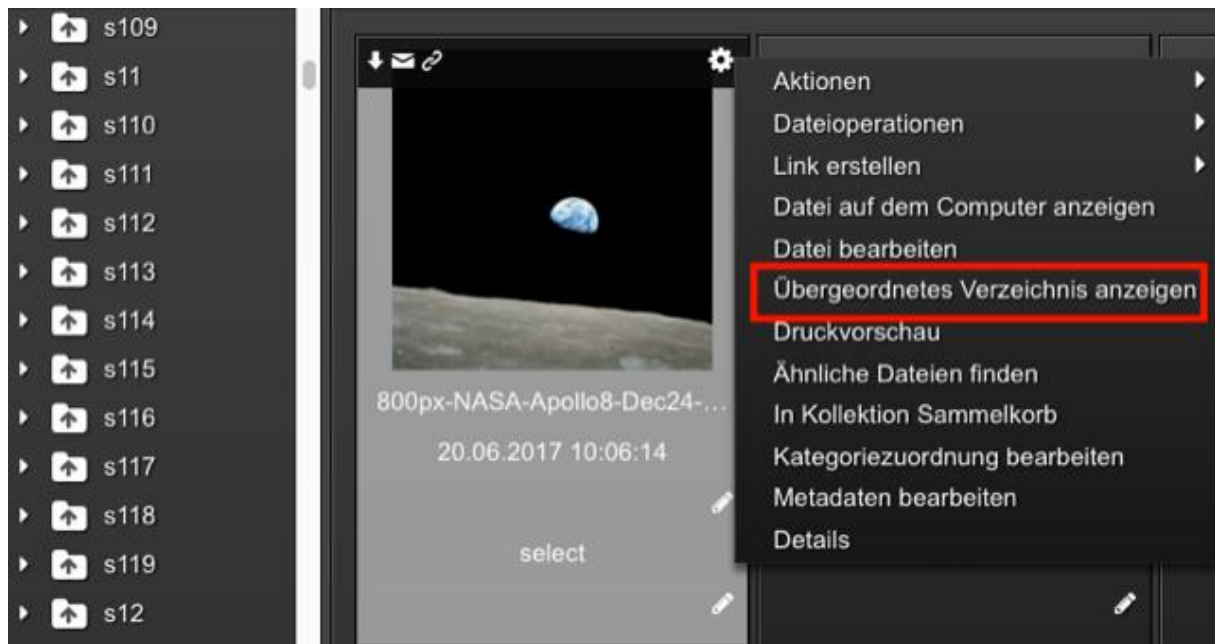 s109
s11
s110
s111
s112
s113
s114
s115
s116
s117
s118
s119
s12
800px-NASA-Apollo8-Dec24-...
20.06.2017 10:06:14
select
Aktionen
Dateioperationen
Link erstellen
Datei auf dem Computer anzeigen
Datei bearbeiten
Übergeordnetes Verzeichnis anzeigen
Druckvorschau
Ähnliche Dateien finden
In Kollektion Sammelkorb
Kategoriezuordnung bearbeiten
Metadaten bearbeiten
Details